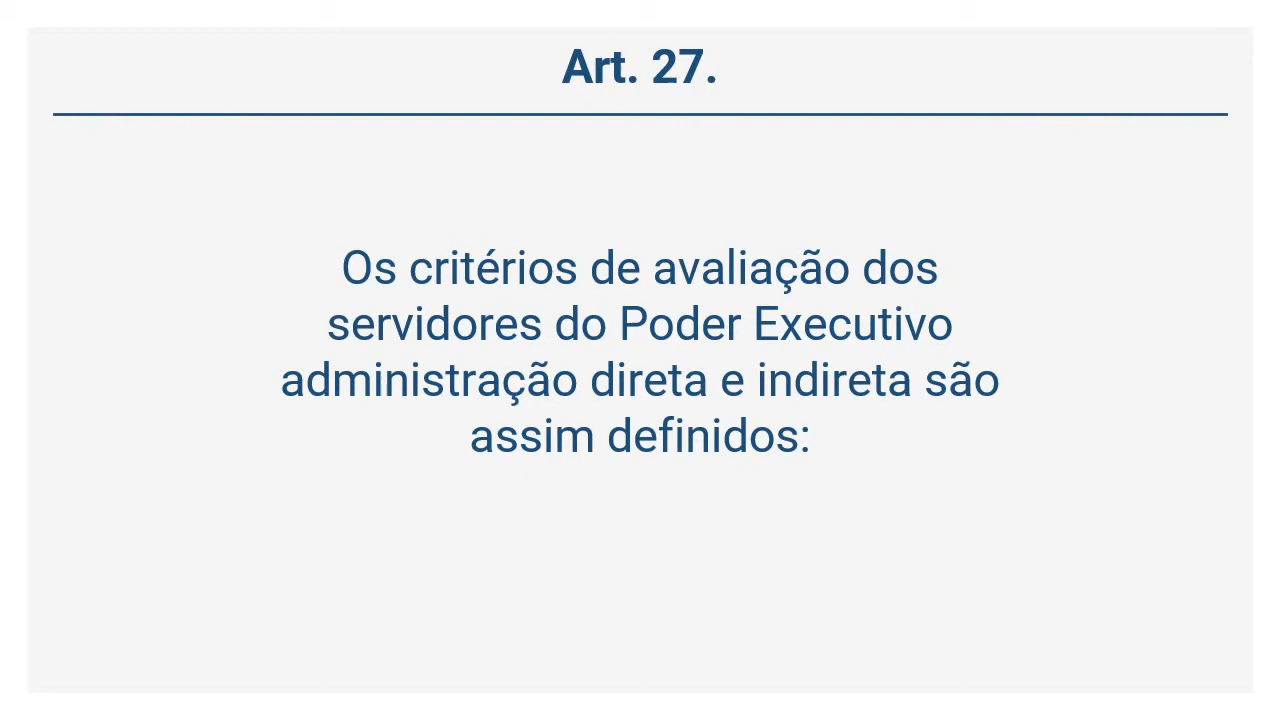 Art. 27.
Os critérios de avaliação dos
servidores do Poder Executivo
administração direta e indireta são
assim definidos: